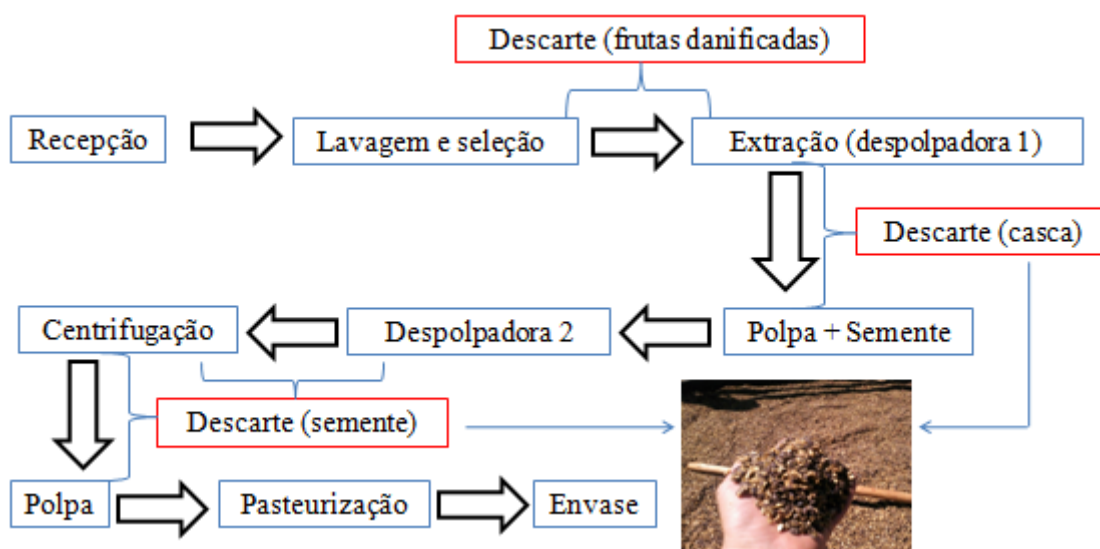 Descarte (frutas danificadas)
Recepção
Lavagem e seleção
Extração (despolpadora 1)
Descarte (casca)
Centrifugação
Despolpadora 2
Polpa + Semente
Descarte (semente)
Polpa
Pasteurização
Envase